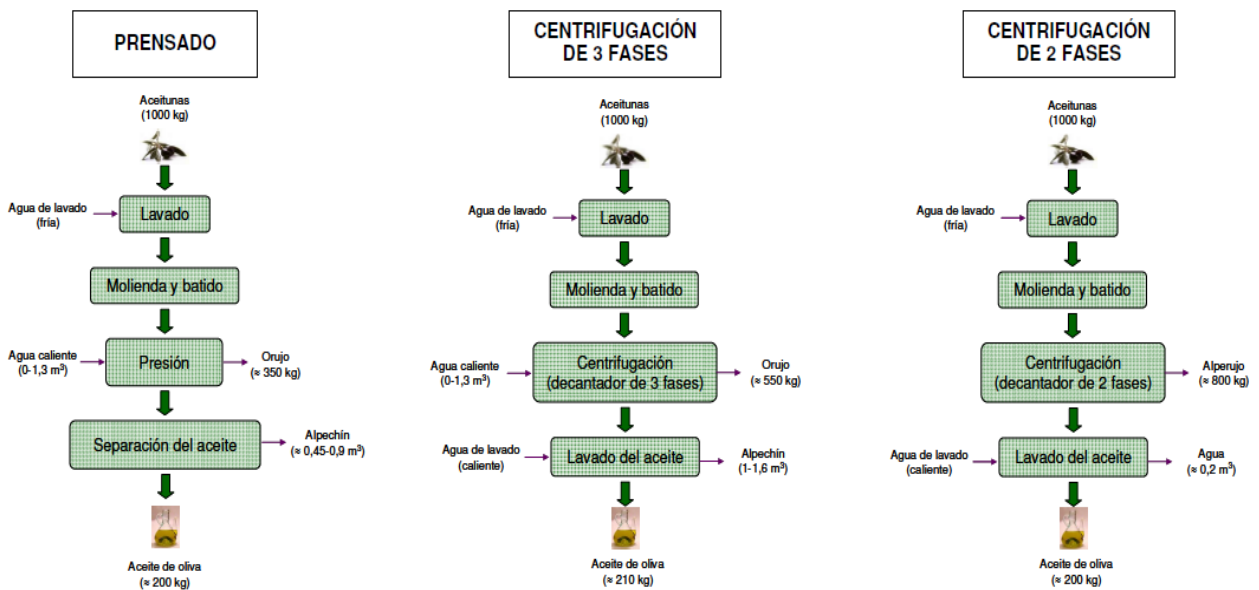 PRENSADO
Aceitunas
(1000 kg)
Agua de lavado
(fría)
Lavado
Molienda y batido
Agua caliente
(0-1,3 m³)
Presión
Orujo
(≈ 350 kg)
Separación del aceite
Alpechín
(≈ 0,45-0,9 m³)
Aceite de oliva
(≈ 200 kg)
CENTRIFUGACIÓN
DE 3 FASES
Aceitunas
(1000 kg)
Agua de lavado
(fría)
Lavado
Molienda y batido
Agua caliente
(0-1,3 m³)
Centrifugación
(decantador de 3 fases)
Orujo
(≈ 550 kg)
Agua de lavado
(caliente)
Lavado del aceite
Alpechín
(1-1,6 m³)
Aceite de oliva
(≈ 210 kg)
CENTRIFUGACIÓN
DE 2 FASES
Aceitunas
(1000 kg)
Agua de lavado
(fría)
Lavado
Molienda y batido
Centrifugación
(decantador de 2 fases)
Alperujo
(≈ 800 kg)
Agua de lavado
(caliente)
Lavado del aceite
Agua
(≈ 0,2 m³)
Aceite de oliva
(≈ 200 kg)